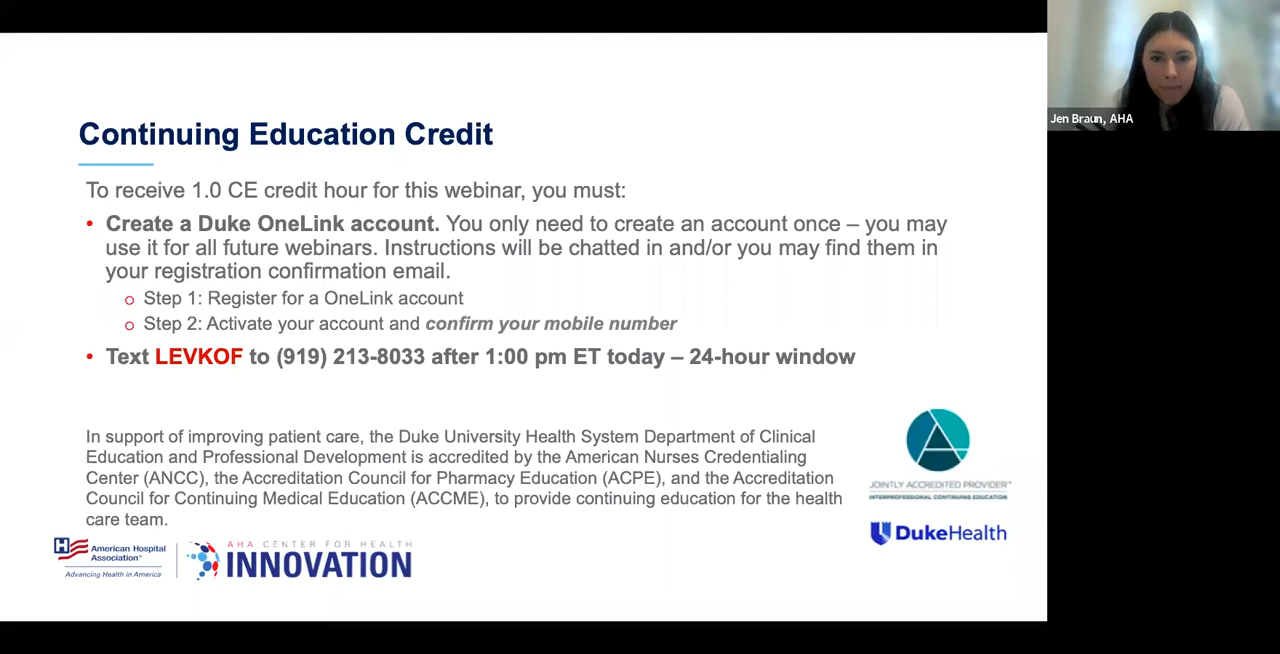 Continuing Education Credit
To receive 1.0 CE credit hour for this webinar, you must:
• Create a Duke OneLink account. You only need to create an account once – you may
use it for all future webinars. Instructions will be chatted in and/or you may find them in
your registration confirmation email.
o Step 1: Register for a OneLink account
o Step 2: Activate your account and confirm your mobile number
• Text LEVKOF to (919) 213-8033 after 1:00 pm ET today – 24-hour window
In support of improving patient care, the Duke University Health System Department of Clinical
Education and Professional Development is accredited by the American Nurses Credentialing
Center (ANCC), the Accreditation Council for Pharmacy Education (ACPE), and the Accreditation
Council for Continuing Medical Education (ACCME), to provide continuing education for the health
care team.
JOINTLY ACCREDITED PROVIDER™
INTERPROFESSIONAL CONTINUING EDUCATION
DukeHealth
H American Hospital
Association™
Advancing Health in America
AHA CENTER FOR HEALTH
INNOVATION
Jen Braun, AHA